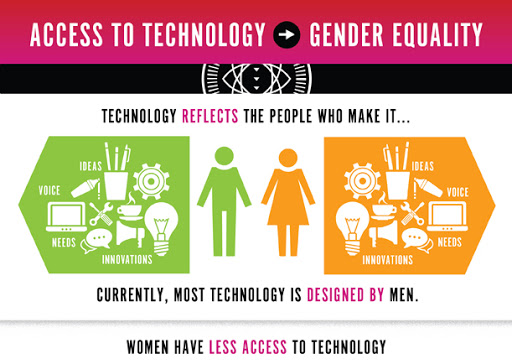 ACCESS TO TECHNOLOGY GENDER EQUALITY
TECHNOLOGY REFLECTS THE PEOPLE WHO MAKE IT...
IDEAS
VOICE
NEEDS
INNOVATIONS
IDEAS
VOICE
NEEDS
INNOVATIONS
CURRENTLY, MOST TECHNOLOGY IS DESIGNED BY MEN.
WOMEN HAVE LESS ACCESS TO TECHNOLOGY